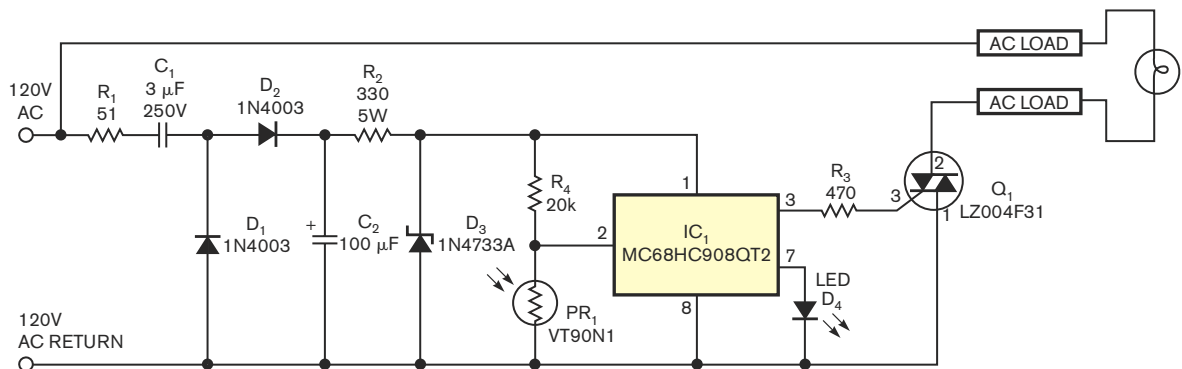 120V
AC
R1
51
C1
3 μF
250V
D2
1N4003
R2
330
5W
AC LOAD
AC LOAD
D1
1N4003
+
C2
100 μF
D3
1N4733A
R4
20k
PR1
VT90N1
1
2
IC1
MC68HC908QT2
3
7
8
R3
470
LED
D4
2
3
1
Q1
LZ004F31
120V
AC RETURN